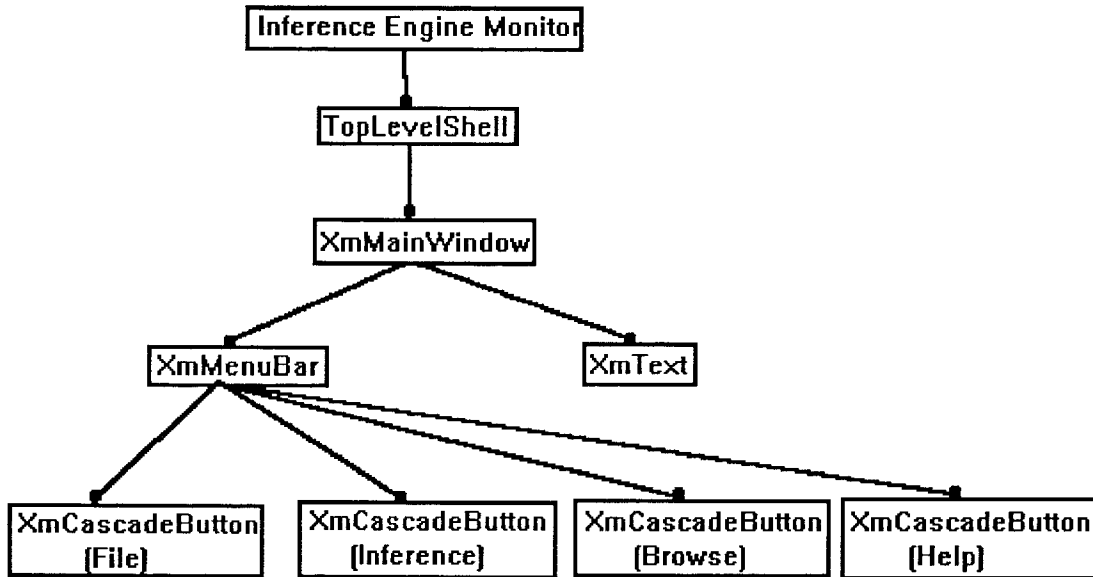 Inference Engine Monitor
TopLevelShell
XmMainWindow
XmMenuBar
XmText
XmCascadeButton
(File)
XmCascadeButton
(Inference)
XmCascadeButton
(Browse)
XmCascadeButton
(Help)